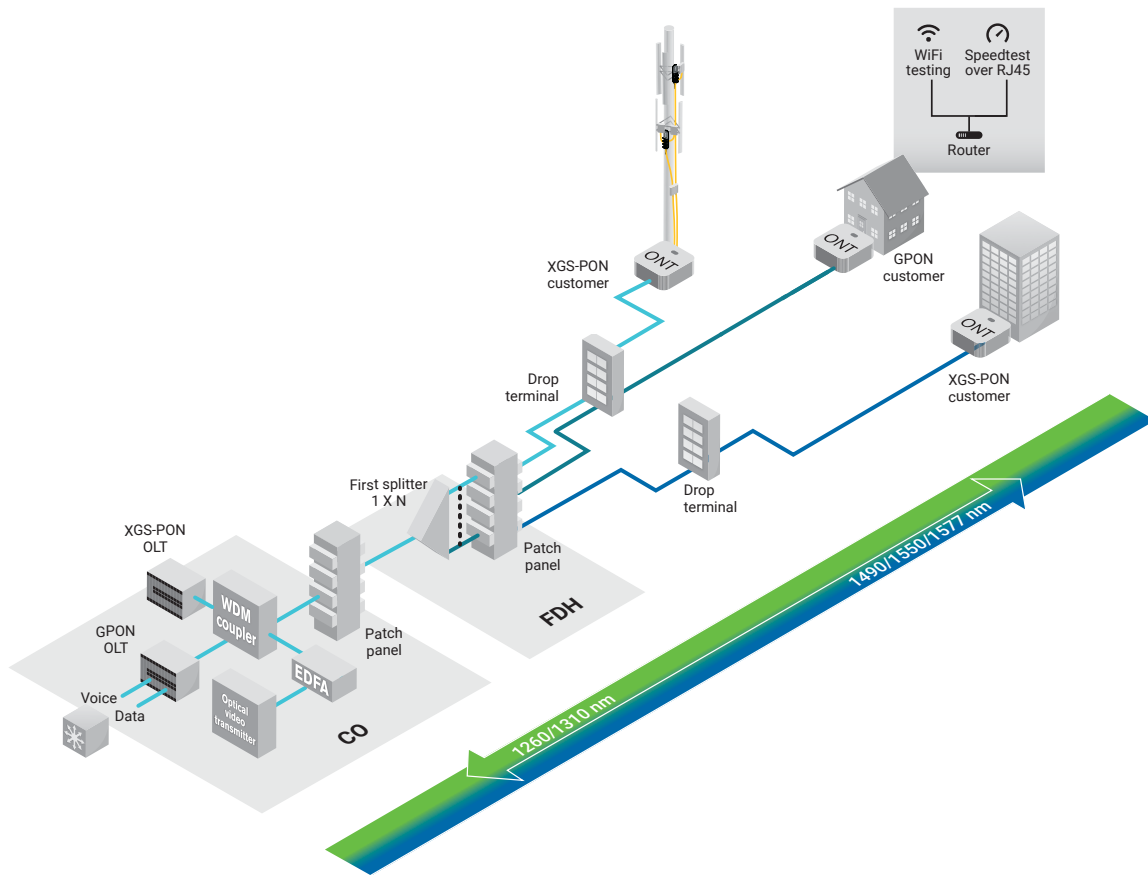 WiFi
testing
Speedtest
over RJ45
Router
ONT
XGS-PON
customer
ONT
GPON
customer
ONT
XGS-PON
customer
Drop
terminal
Drop
terminal
First splitter
1 X N
Patch
panel
FDH
XGS-PON
OLT
WDM
coupler
Patch
panel
GPON
OLT
EDFA
Voice
Data
Optical
video
transmitter
CO
1490/1550/1577 nm
1260/1310 nm